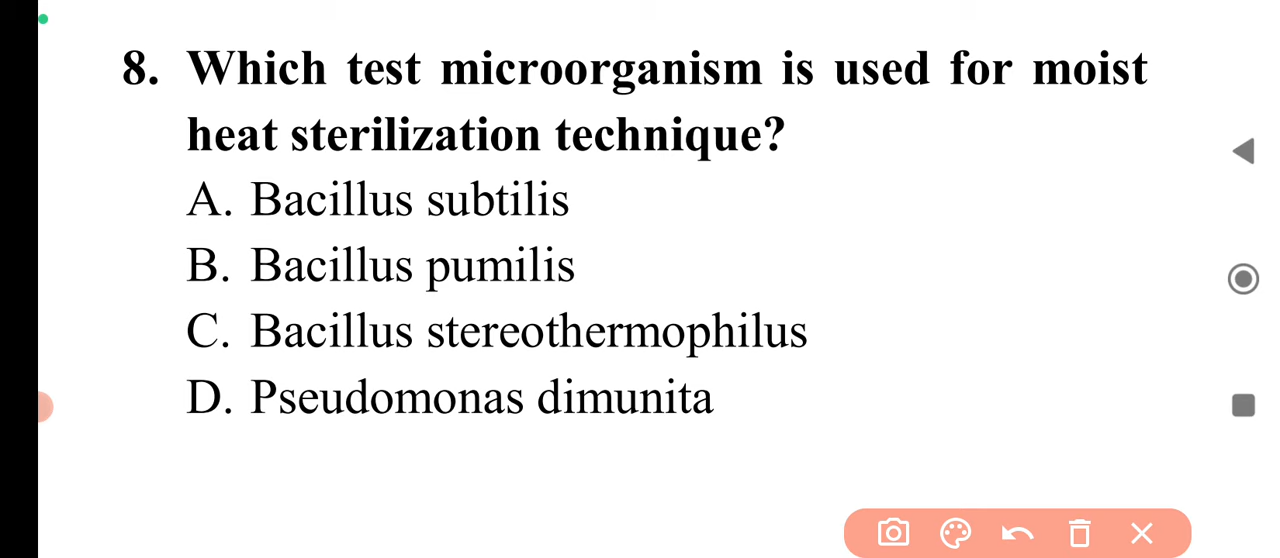 8. Which test microorganism is used for moist
heat sterilization technique?
A. Bacillus subtilis
B. Bacillus pumilis
C. Bacillus stereothermophilus
D. Pseudomonas dimunita